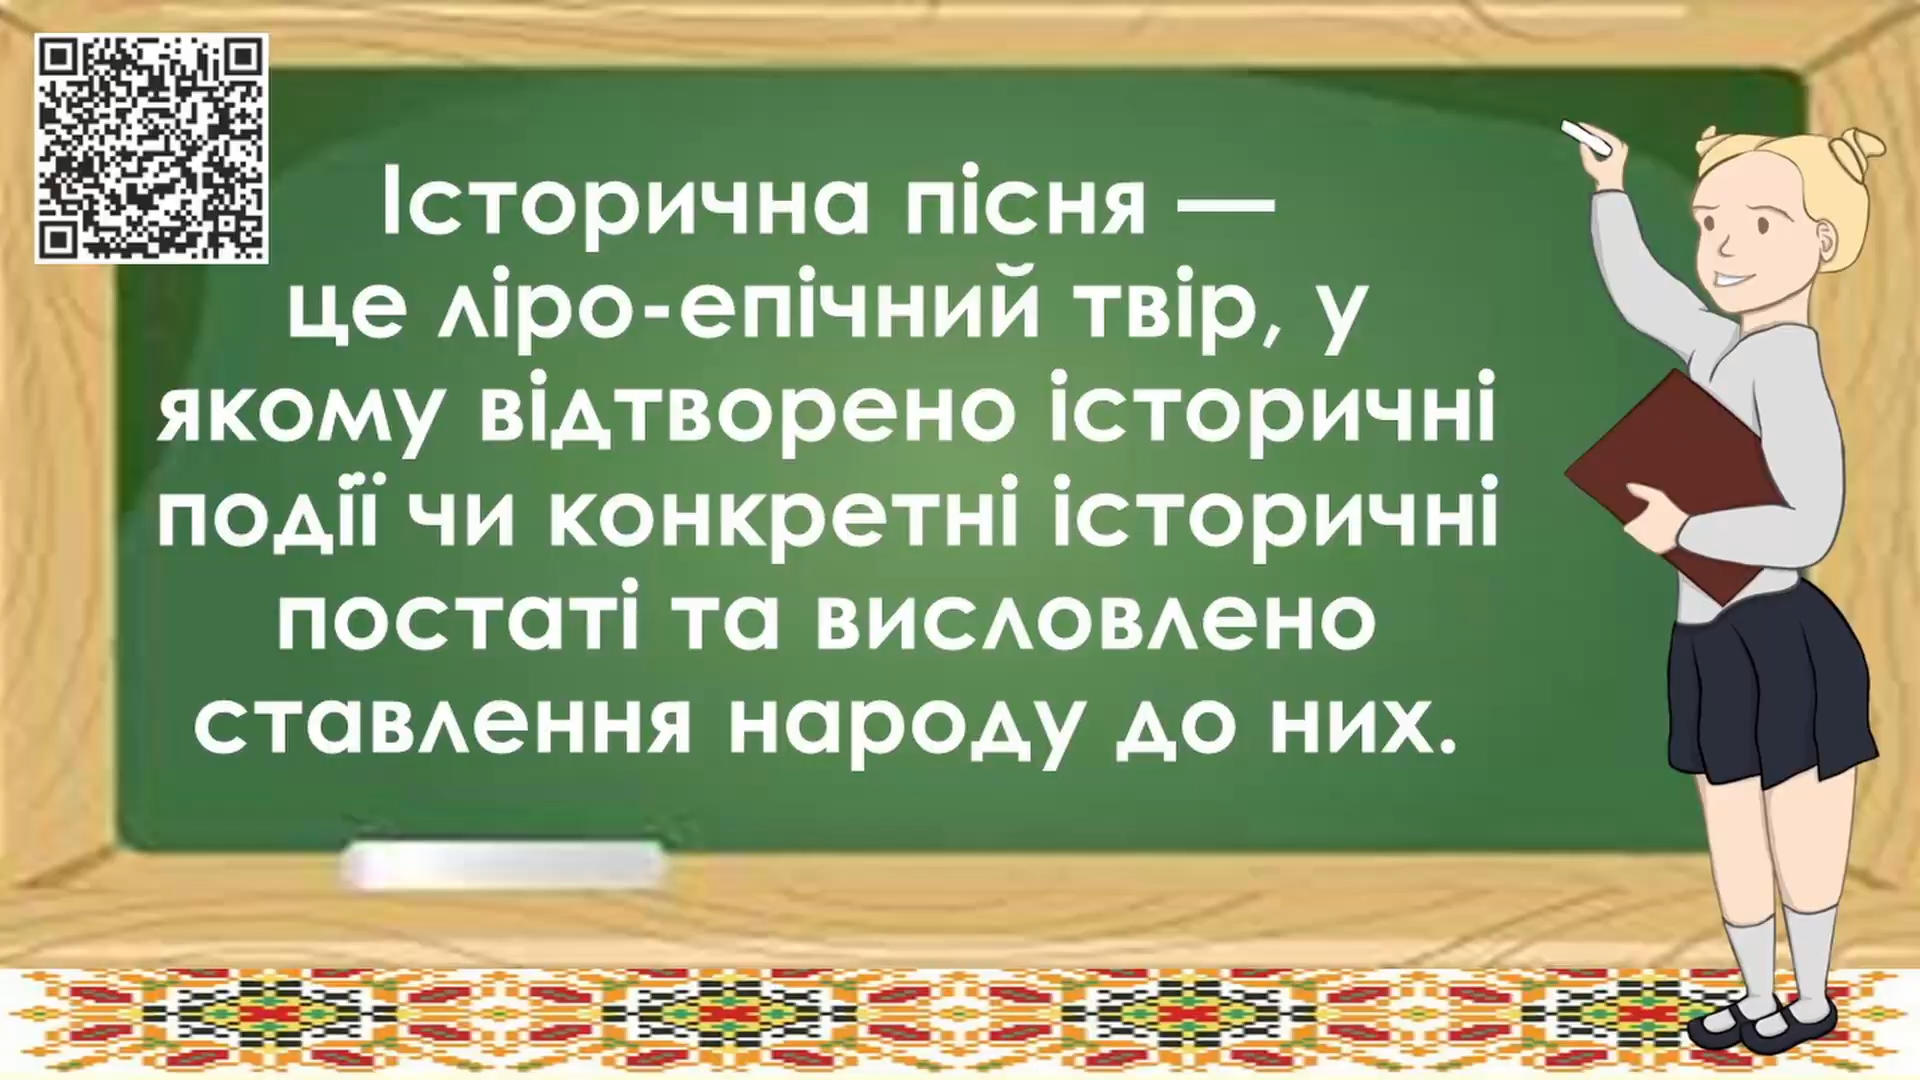 Історична пісня —
це ліро-епічний твір, у
якому відтворено історичні
події чи конкретні історичні
постаті та висловлено
ставлення народу до них.